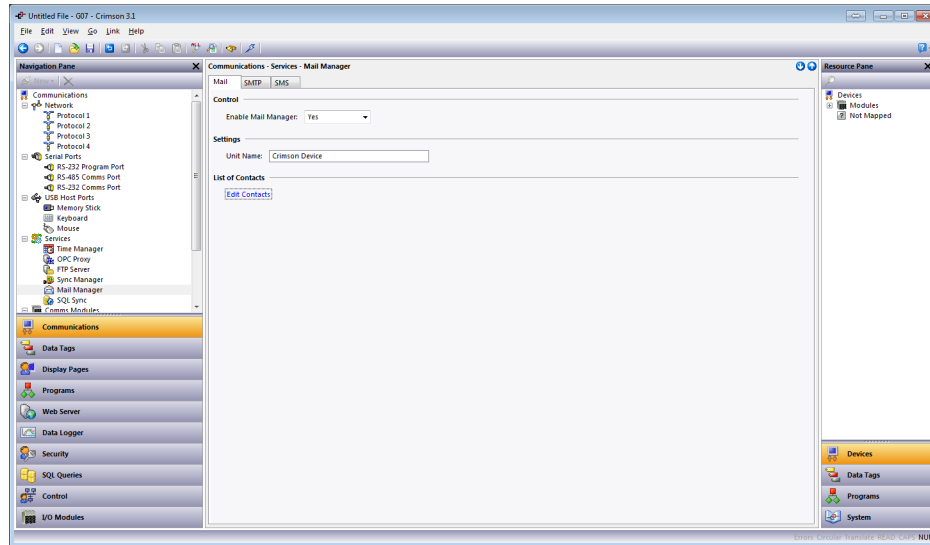 Untitled File - G07 - Crimson 3.1
File Edit View Go Link Help
Navigation Pane
New
Communications
Network
Protocol 1
Protocol 2
Protocol 3
Protocol 4
Serial Ports
RS-232 Program Port
RS-485 Comms Port
RS-232 Comms Port
USB Host Ports
Memory Stick
Keyboard
Mouse
Services
Time Manager
OPC Proxy
FTP Server
Sync Manager
Mail Manager
SQL Sync
Comms Modules
Communications
Data Tags
Display Pages
Programs
Web Server
Data Logger
Security
SQL Queries
Control
I/O Modules
Communications - Services - Mail Manager
Mail SMTP SMS
Control
Enable Mail Manager: Yes
Settings
Unit Name: Crimson Device
List of Contacts
Edit Contacts
Resource Pane
Devices
Modules
Not Mapped
Devices
Data Tags
Programs
System
Errors Circular Translate READ CAPS NUM